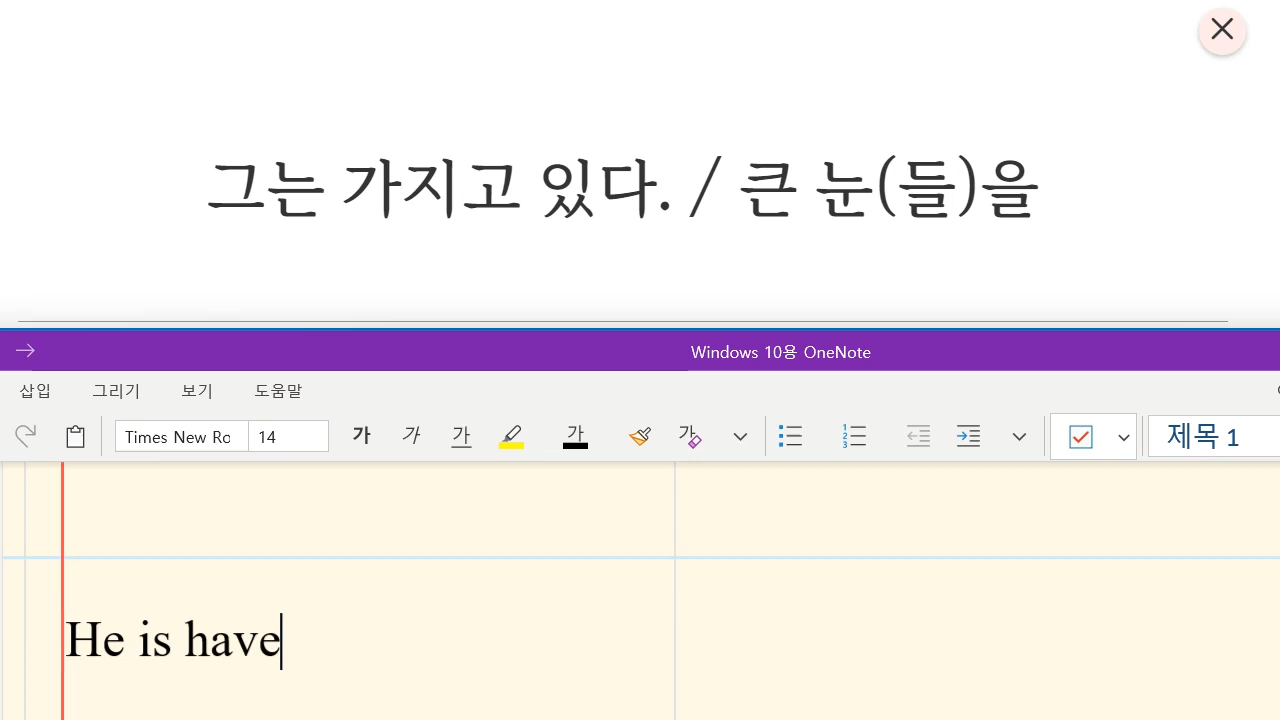 그는 가지고 있다. / 큰 눈(들)을
Windows 10용 OneNote
삽입 그리기 보기 도움말
Times New 14 가 가 가 가 가 제목 1
He is have